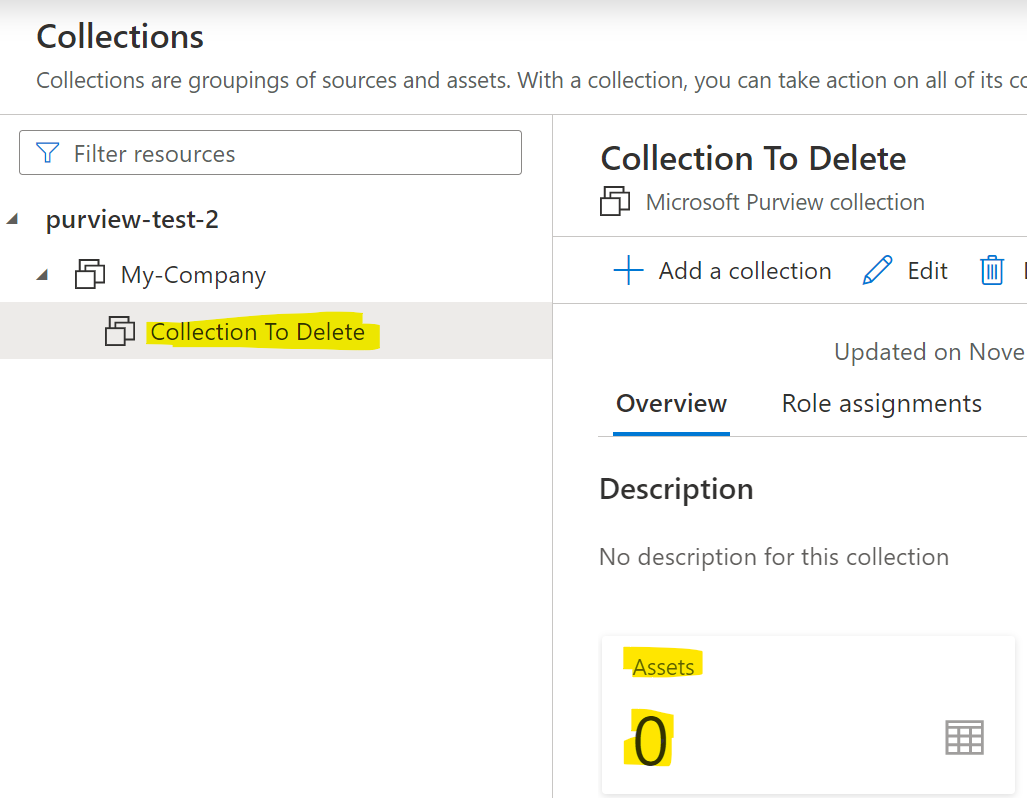 Collections
Collections are groupings of sources and assets. With a collection, you can take action on all of its
Filter resources
purview-test-2
My-Company
Collection To Delete
Collection To Delete
Microsoft Purview collection
Add a collection
Edit
Updated on Nove
Overview
Role assignments
Description
No description for this collection
Assets
0